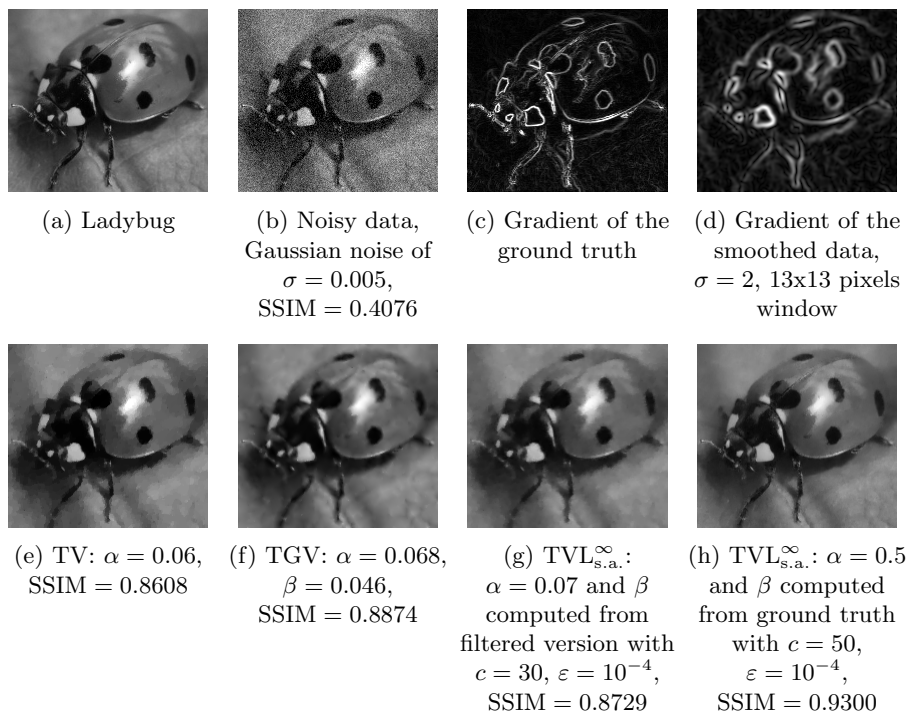 (a) Ladybug
(b) Noisy data,
Gaussian noise of
σ = 0.005,
SSIM = 0.4076
(c) Gradient of the
ground truth
(d) Gradient of the
smoothed data,
σ = 2, 13x13 pixels
window
(e) TV: α = 0.06,
SSIM = 0.8608
(f) TGV: α = 0.068,
β = 0.046,
SSIM = 0.8874
(g) TVL^∞_{s.a.}:
α = 0.07 and β
computed from
filtered version with
c = 30, ε = 10^{−4},
SSIM = 0.8729
(h) TVL^∞_{s.a.}: α = 0.5
and β computed
from ground truth
with c = 50,
ε = 10^{−4},
SSIM = 0.9300